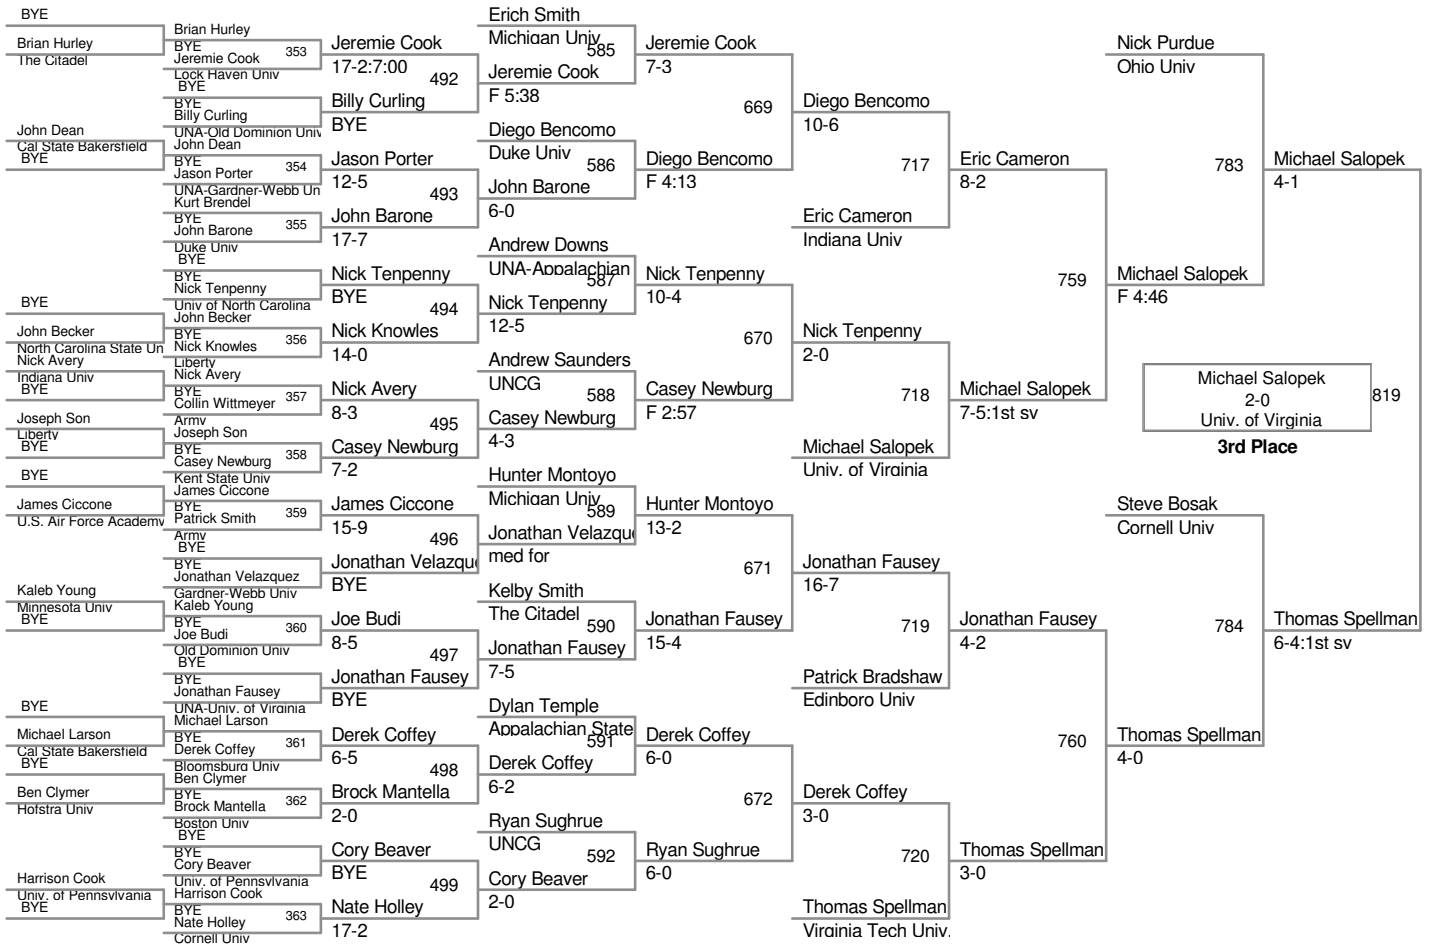 BYE
Brian Hurley
The Citadel
John Dean
Cal State Bakersfield
BYE
BYE
John Becker
North Carolina State Un
Nick Avery
Indiana Univ
BYE
Joseph Son
Liberty
BYE
BYE
James Ciccone
U.S. Air Force Academy
Kaleb Young
Minnesota Univ
BYE
BYE
Michael Larson
Cal State Bakersfield
BYE
Ben Clymer
Hofstra Univ
Harrison Cook
Univ. of Pennsylvania
BYE
Brian Hurley
BYE
353
Jeremie Cook
Lock Haven Univ
BYE
BYE
Billy Curling
UNA-Old Dominion Univ
John Dean
BYE
354
Jason Porter
UNA-Gardner-Webb Un
Kurt Brendel
BYE
355
John Barone
Duke Univ
BYE
BYE
Nick Tenpenny
Univ of North Carolina
John Becker
BYE
356
Nick Knowles
Liberty
Nick Avery
BYE
357
Collin Wittmeyer
Army
Joseph Son
BYE
358
Casey Newburg
Kent State Univ
James Ciccone
BYE
359
Patrick Smith
Army
BYE
BYE
Jonathan Velazquez
Gardner-Webb Univ
Kaleb Young
BYE
360
Joe Budi
Old Dominion Univ
BYE
BYE
Jonathan Fausey
UNA-Univ. of Virginia
Michael Larson
BYE
361
Derek Coffey
Bloomsburg Univ
Ben Clymer
BYE
362
Brock Mantella
Boston Univ
BYE
BYE
Cory Beaver
Univ. of Pennsylvania
Harrison Cook
BYE
363
Nate Holley
Cornell Univ
Jeremie Cook
17-2:7:00
492
Billy Curling
BYE
Jason Porter
12-5
493
John Barone
17-7
Nick Tenpenny
BYE
494
Nick Knowles
14-0
Nick Avery
8-3
495
Casey Newburg
7-2
James Ciccone
15-9
496
Jonathan Velazque
BYE
Joe Budi
8-5
497
Jonathan Fausey
BYE
Derek Coffey
6-5
498
Brock Mantella
2-0
Cory Beaver
BYE
499
Nate Holley
17-2
Erich Smith
Michigan Univ
585
Jeremie Cook
F 5:38
Diego Bencomo
Duke Univ
586
John Barone
6-0
Andrew Downs
UNA-Appalachian
587
Nick Tenpenny
12-5
Andrew Saunders
UNCG
588
Casey Newburg
4-3
Hunter Montoyo
Michigan Univ
589
Jonathan Velazque
med for
Kelby Smith
The Citadel
590
Jonathan Fausey
7-5
Dylan Temple
Appalachian State
591
Derek Coffey
6-2
Ryan Sughrue
UNCG
592
Cory Beaver
2-0
Jeremie Cook
7-3
669
Diego Bencomo
F 4:13
Nick Tenpenny
10-4
670
Casey Newburg
F 2:57
Hunter Montoyo
13-2
671
Jonathan Fausey
15-4
Derek Coffey
6-0
672
Ryan Sughrue
6-0
Diego Bencomo
10-6
717
Eric Cameron
Indiana Univ
Nick Tenpenny
2-0
718
Michael Salopek
Univ. of Virginia
Jonathan Fausey
16-7
719
Patrick Bradshaw
Edinboro Univ
Derek Coffey
3-0
720
Thomas Spellman
Virginia Tech Univ.
Eric Cameron
8-2
759
Michael Salopek
7-5:1st sv
Jonathan Fausey
4-2
760
Thomas Spellman
3-0
Nick Purdue
Ohio Univ
783
Michael Salopek
F 4:46
Steve Bosak
Cornell Univ
784
Thomas Spellman
4-0
Michael Salopek
4-1
Michael Salopek
2-0
Univ. of Virginia
819
3rd Place
Thomas Spellman
6-4:1st sv